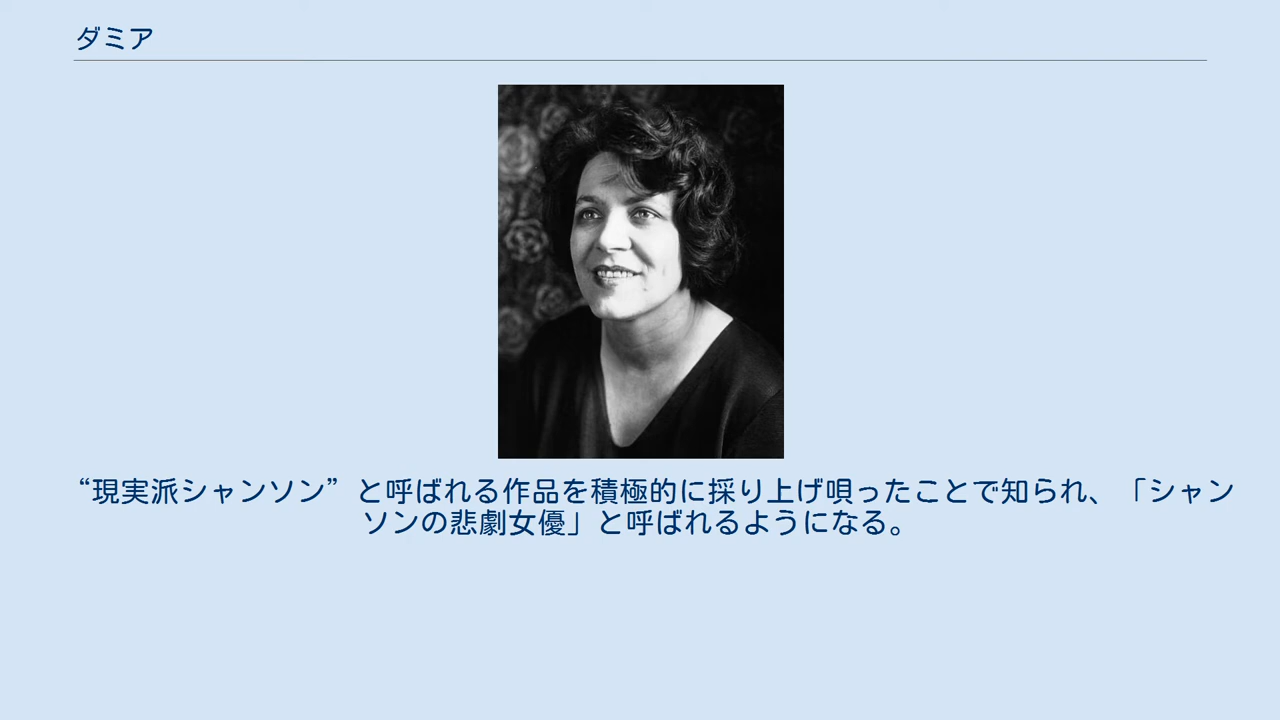 ダミア
“現実派シャンソン”と呼ばれる作品を積極的に採り上げ唄ったことで知られ、「シャン
ソンの悲劇女優」と呼ばれるようになる。